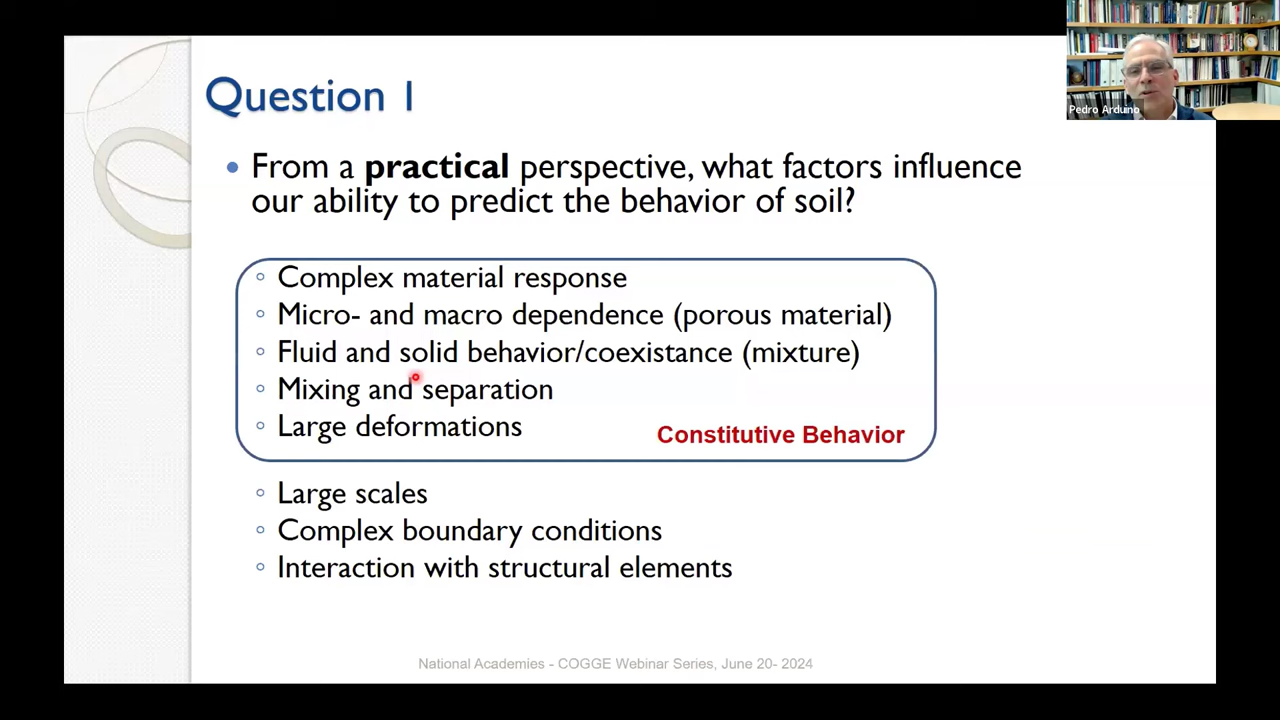 Question 1
• From a practical perspective, what factors influence
our ability to predict the behavior of soil?
◦ Complex material response
◦ Micro- and macro dependence (porous material)
◦ Fluid and solid behavior/coexistance (mixture)
◦ Mixing and separation
◦ Large deformations
Constitutive Behavior
◦ Large scales
◦ Complex boundary conditions
◦ Interaction with structural elements
National Academies - COGGE Webinar Series, June 20- 2024
Pedro Arduino